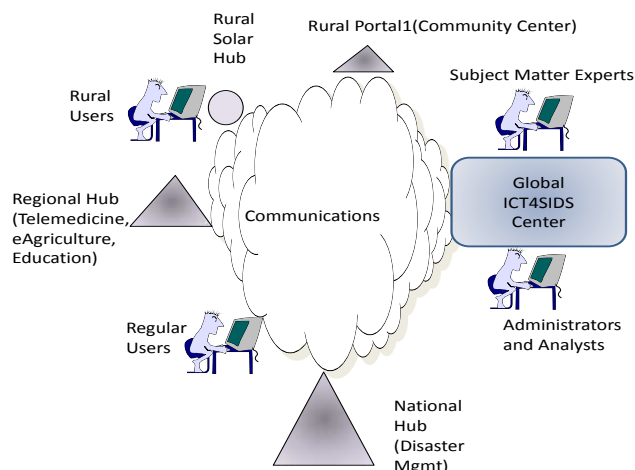 Rural
Solar
Hub
Rural Portal1(Community Center)
Subject Matter Experts
Rural
Users
Global
ICT4SIDS
Center
Regional Hub
(Telemedicine,
eAgriculture,
Education)
Communications
Regular
Users
Administrators
and Analysts
National
Hub
(Disaster
Mgmt)